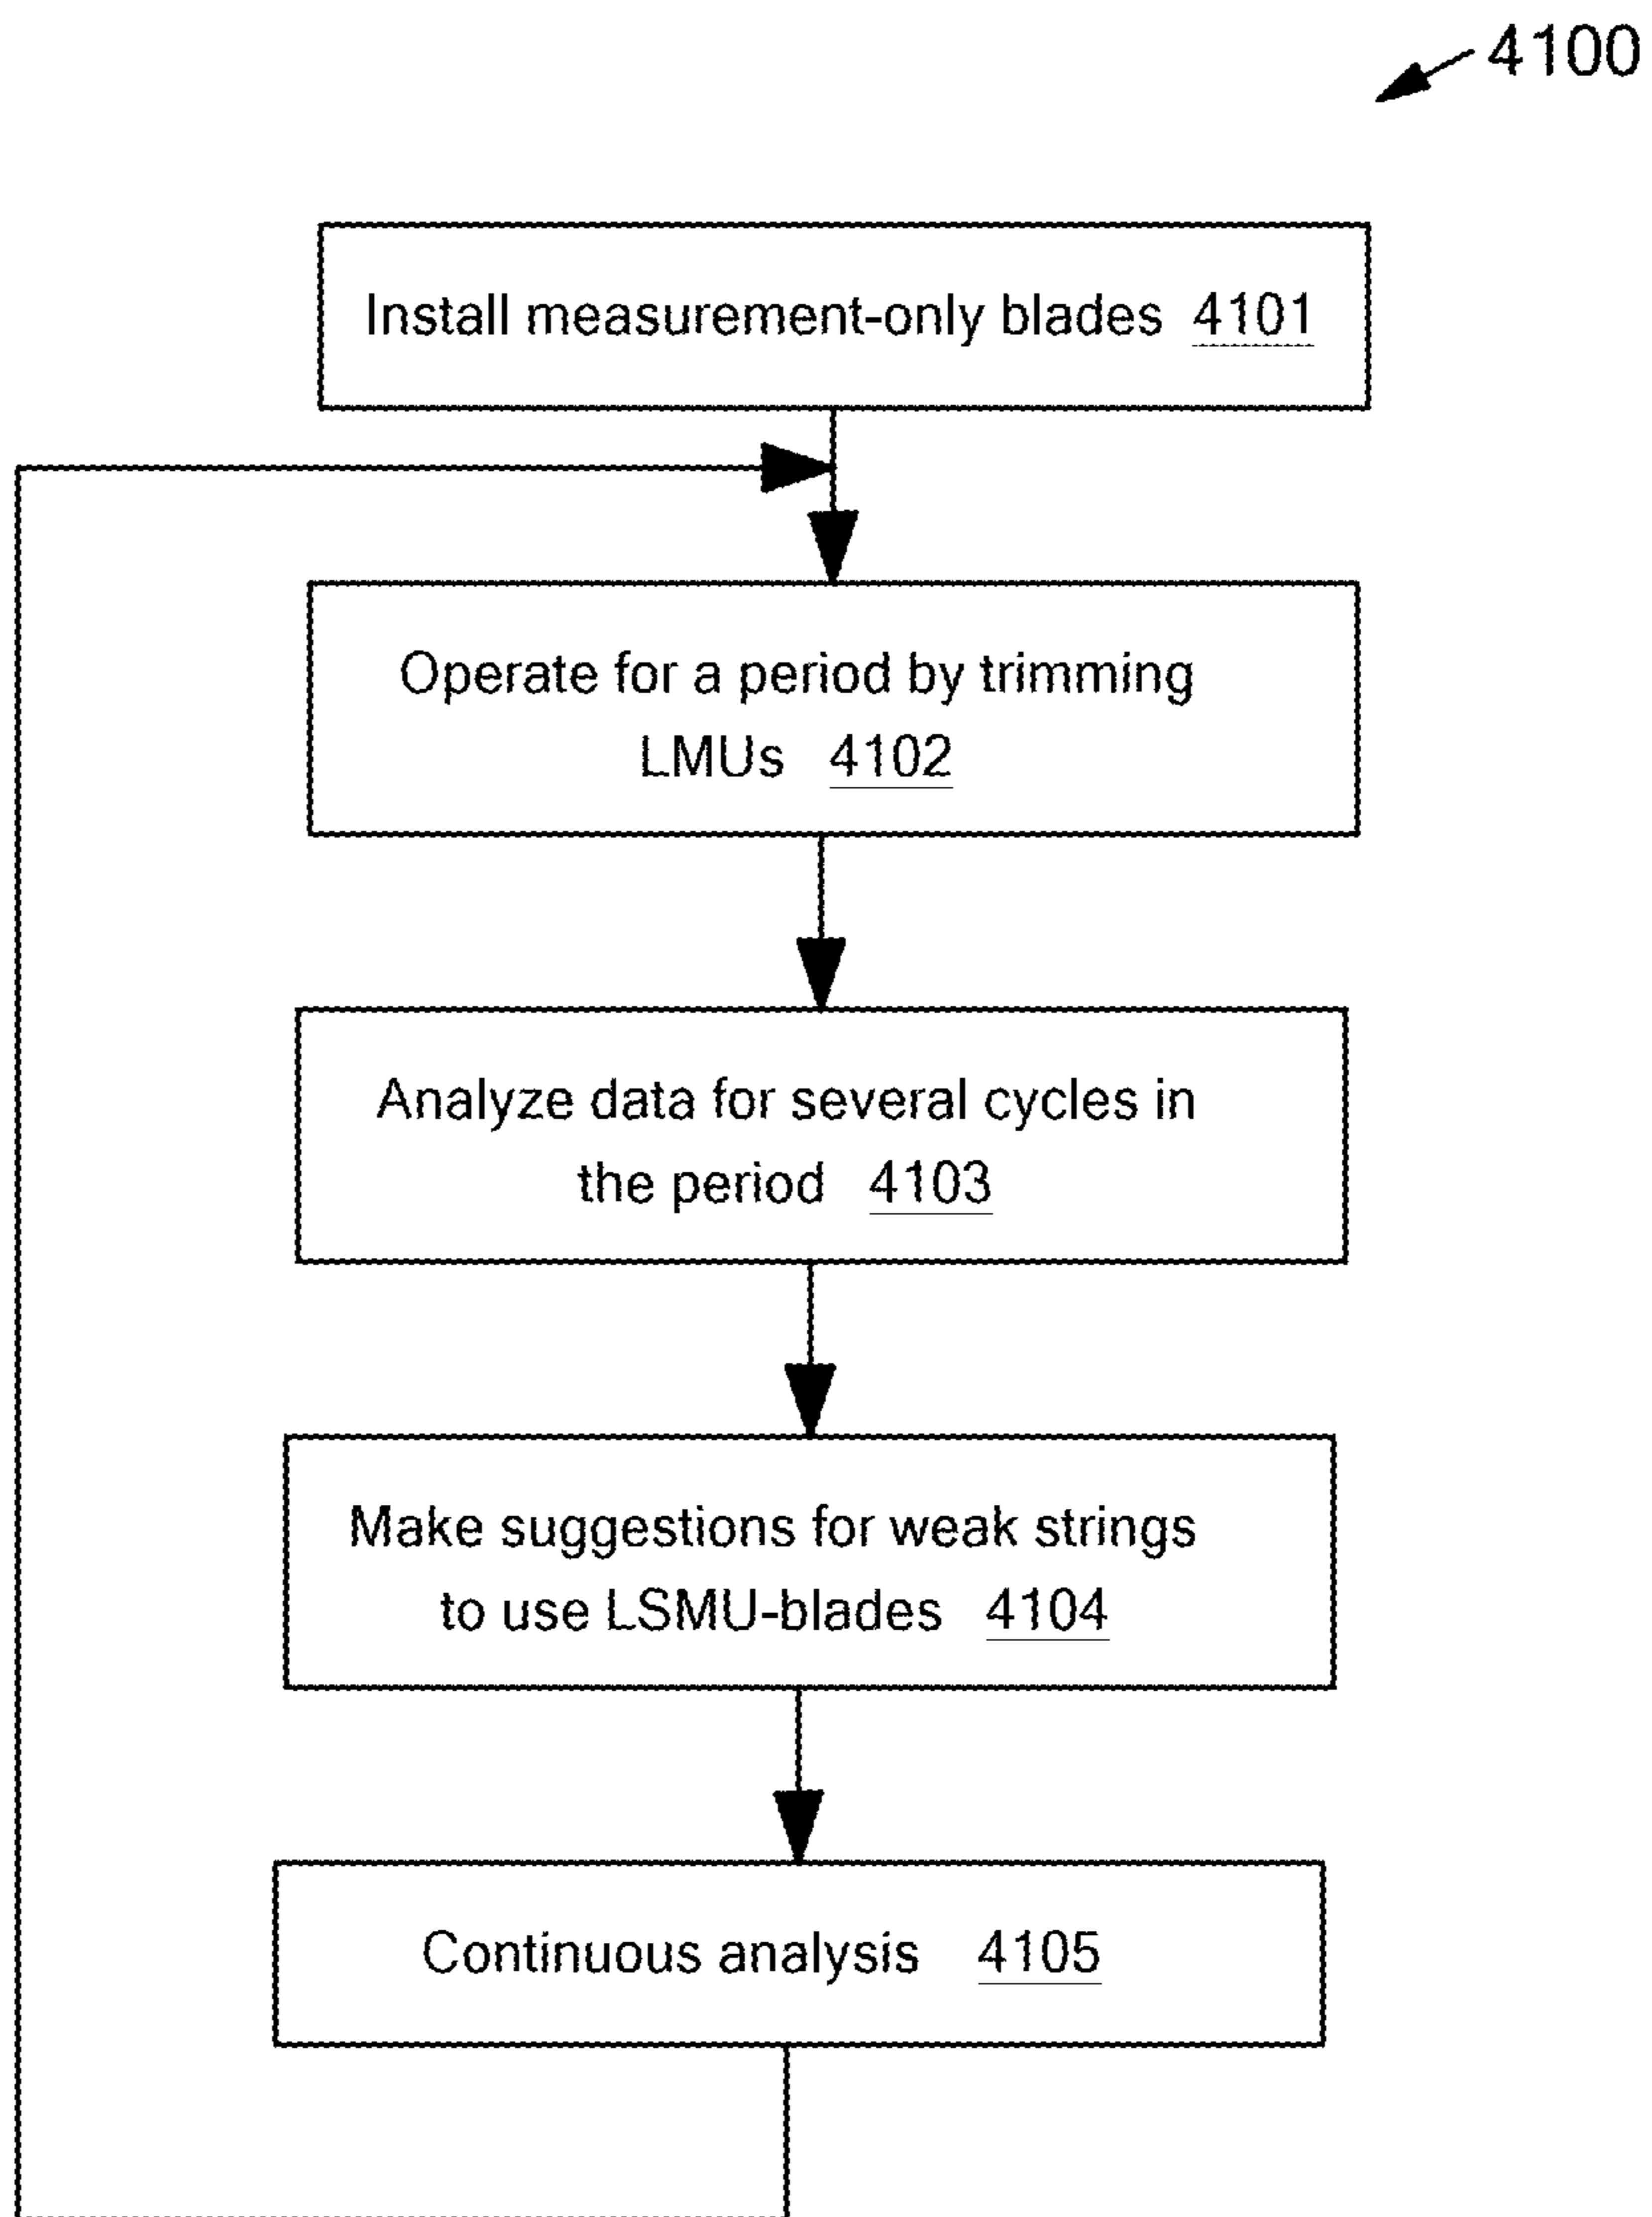 4100
Install measurement-only blades 4101
Operate for a period by trimming
LMUs 4102
Analyze data for several cycles in
the period 4103
Make suggestions for weak strings
to use LSMU-blades 4104
Continuous analysis 4105